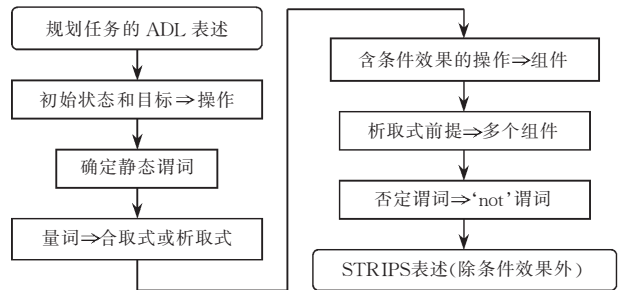 规划任务的 ADL 表述
初始状态和目标⇒操作
确定静态谓词
量词⇒合取式或析取式
含条件效果的操作⇒组件
析取式前提⇒多个组件
否定谓词⇒‘not’谓词
STRIPS表述(除条件效果外)